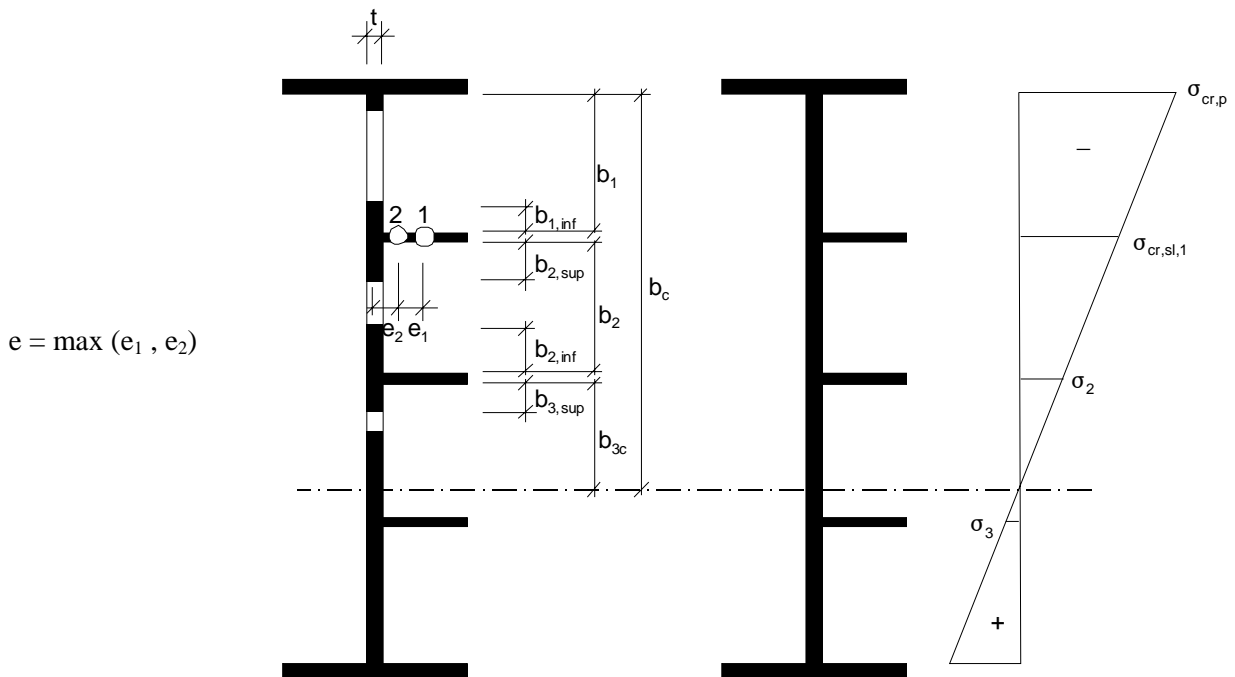 t
σcr,p
–
b1
2 1
b1,inf
σcr,sl,1
b2,sup
bc
e2 e1
b2
e = max (e1 , e2)
b2,inf
σ2
b3,sup
b3c
σ3
+